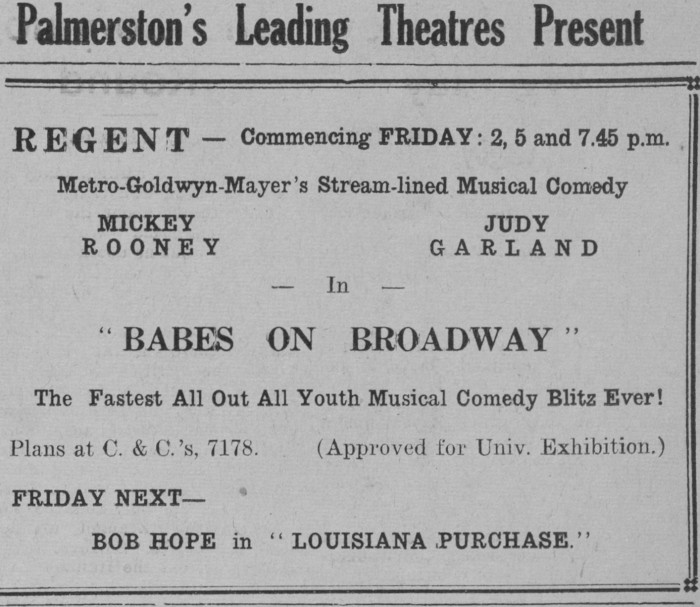 Palmerston's Leading Theatres Present
REGENT — Commencing FRIDAY: 2, 5 and 7.45 p.m.
Metro-Goldwyn-Mayer's Stream-lined Musical Comedy
MICKEY JUDY
ROONEY GARLAND
— In —
" BABES ON BROADWAY "
The Fastest All Out All Youth Musical Comedy Blitz Ever!
Plans at C. & C.'s, 7178. (Approved for Univ. Exhibition.)
FRIDAY NEXT—
BOB HOPE in " LOUISIANA PURCHASE."